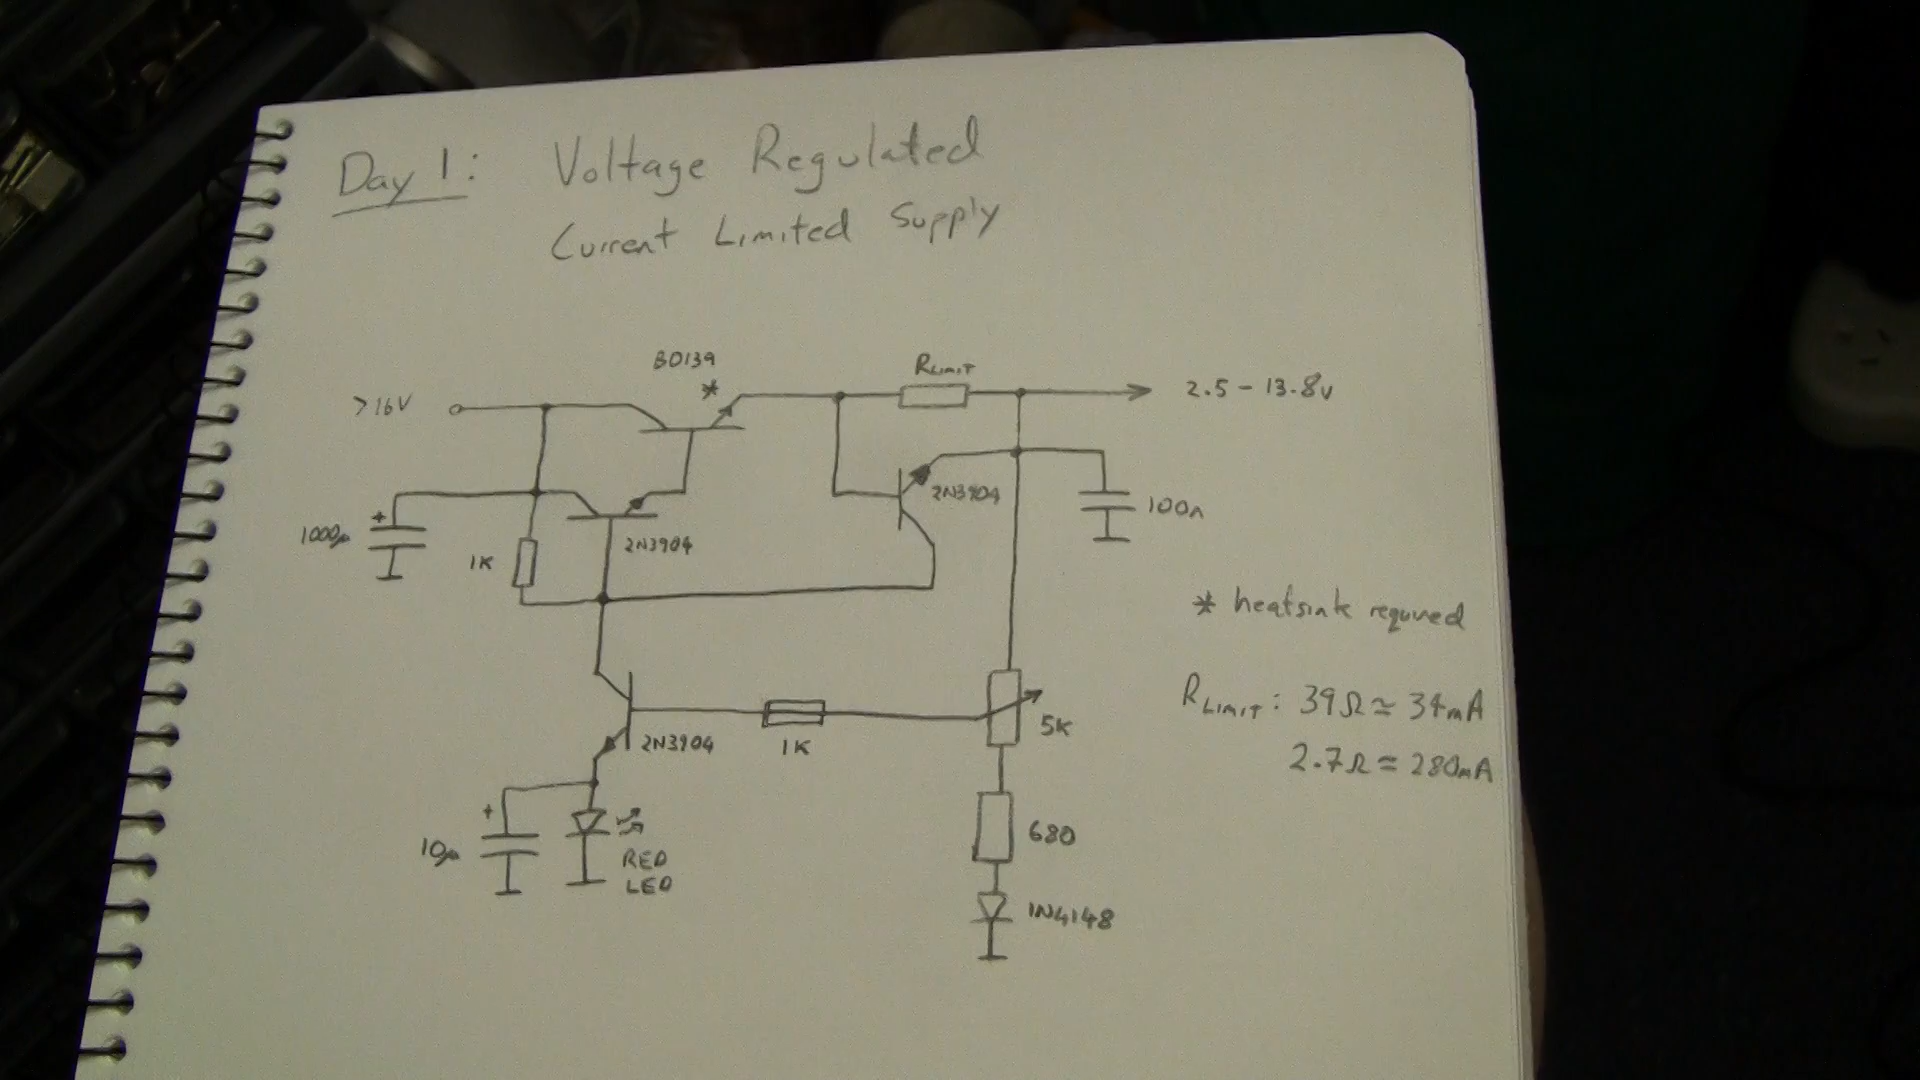 Day 1: Voltage Regulated
Current Limited Supply
BD139
*
RLIMIT
>16V
2.5 - 13.8v
+
1000µ
1K
2N3904
2N3904
100n
* heatsink required
RLIMIT: 39Ω ≃ 34mA
2.7Ω ≃ 280mA
2N3904
1K
5K
+
10µ
RED
LED
680
1N4148